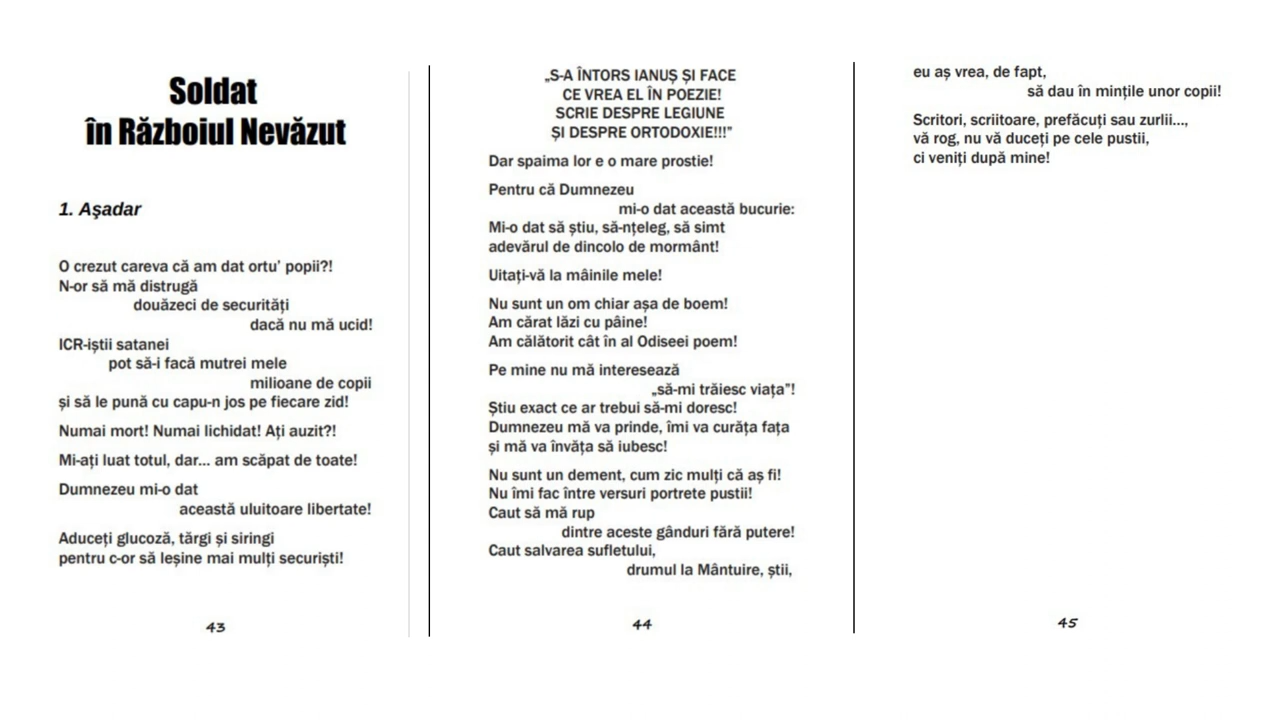 Soldat
în Războiul Nevăzut
1. Aşadar
O crezut careva că am dat ortu' popii?!
N-or să mă distrugă
douăzeci de securități
dacă nu mă ucid!
ICR-iștii satanei
pot să-i facă mutrei mele
milioane de copii
și să le pună cu capu-n jos pe fiecare zid!
Numai mort! Numai lichidat! Ați auzit?!
Mi-ați luat totul, dar... am scăpat de toate!
Dumnezeu mi-o dat
această uluitoare libertate!
Aduceți glucoză, tărgi și siringi
pentru c-or să leșine mai mulți securiști!
43
„S-A ÎNTORS IANUȘ ȘI FACE
CE VREA EL ÎN POEZIE!
SCRIE DESPRE LEGIUNE
ȘI DESPRE ORTODOXIE!!!”
Dar spaima lor e o mare prostie!
Pentru că Dumnezeu
mi-o dat această bucurie:
Mi-o dat să știu, să-nțeleg, să simt
adevărul de dincolo de mormânt!
Uitați-vă la mâinile mele!
Nu sunt un om chiar așa de boem!
Am cărat lăzi cu pâine!
Am călătorit cât în al Odiseei poem!
Pe mine nu mă interesează
„să-mi trăiesc viața”!
Știu exact ce ar trebui să-mi doresc!
Dumnezeu mă va prinde, îmi va curăța fața
și mă va învăța să iubesc!
Nu sunt un dement, cum zic mulți că aș fi!
Nu îmi fac între versuri portrete pustii!
Caut să mă rup
dintre aceste gânduri fără putere!
Caut salvarea sufletului,
drumul la Mântuire, știi,
44
eu aș vrea, de fapt,
să dau în mințile unor copii!
Scritori, scriitoare, prefăcuți sau zurlii...,
vă rog, nu vă duceți pe cele pustii,
ci veniți după mine!
45